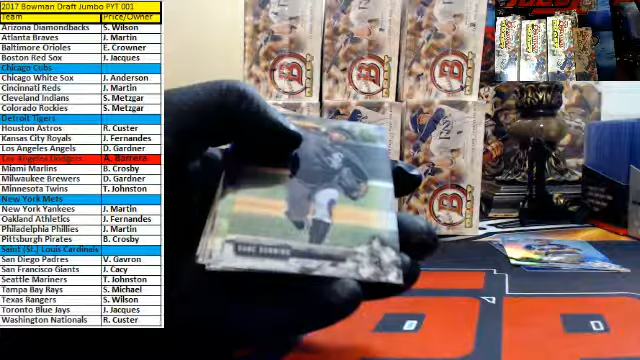 2017 Bowman Draft Jumbo PYT 001
Team Price/Owner
Arizona Diamondbacks S. Wilson
Atlanta Braves J. Martin
Baltimore Orioles E. Crowner
Boston Red Sox J. Jacques
Chicago Cubs
Chicago White Sox J. Anderson
Cincinnati Reds J. Martin
Cleveland Indians S. Metzgar
Colorado Rockies S. Metzgar
Detroit Tigers
Houston Astros R. Custer
Kansas City Royals J. Fernandes
Los Angeles Angels D. Gardner
Los Angeles Dodgers A. Barrera
Miami Marlins B. Crosby
Milwaukee Brewers D. Gardner
Minnesota Twins T. Johnston
New York Mets
New York Yankees J. Martin
Oakland Athletics J. Fernandes
Philadelphia Phillies J. Martin
Pittsburgh Pirates B. Crosby
Saint (St.) Louis Cardinals
San Diego Padres V. Gavron
San Francisco Giants J. Cacy
Seattle Mariners T. Johnston
Tampa Bay Rays S. Michael
Texas Rangers S. Wilson
Toronto Blue Jays J. Jacques
Washington Nationals R. Custer
DANE DUNNING
B
B
B